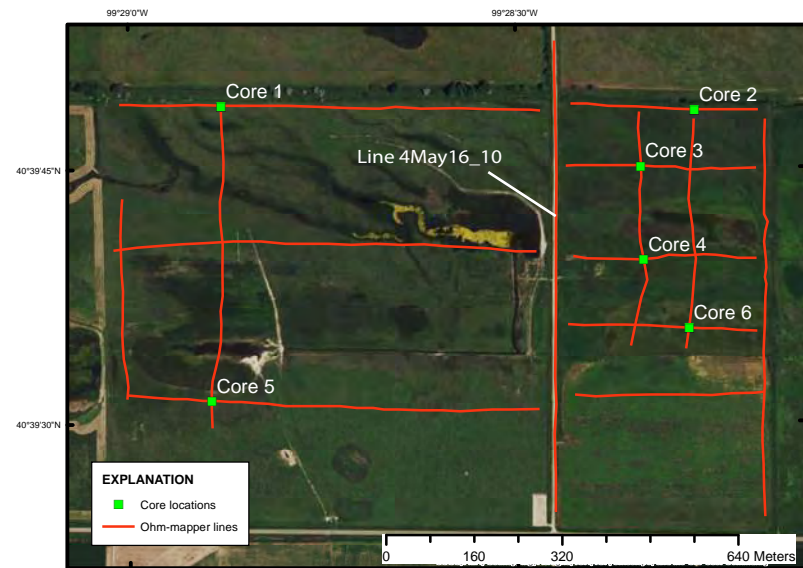 99°29'0"W
99°28'30"W
Core 1
Core 2
Line 4May16_10
Core 3
40°39'45"N
Core 4
Core 6
Core 5
40°39'30"N
EXPLANATION
Core locations
Ohm-mapper lines
0 160 320 640 Meters